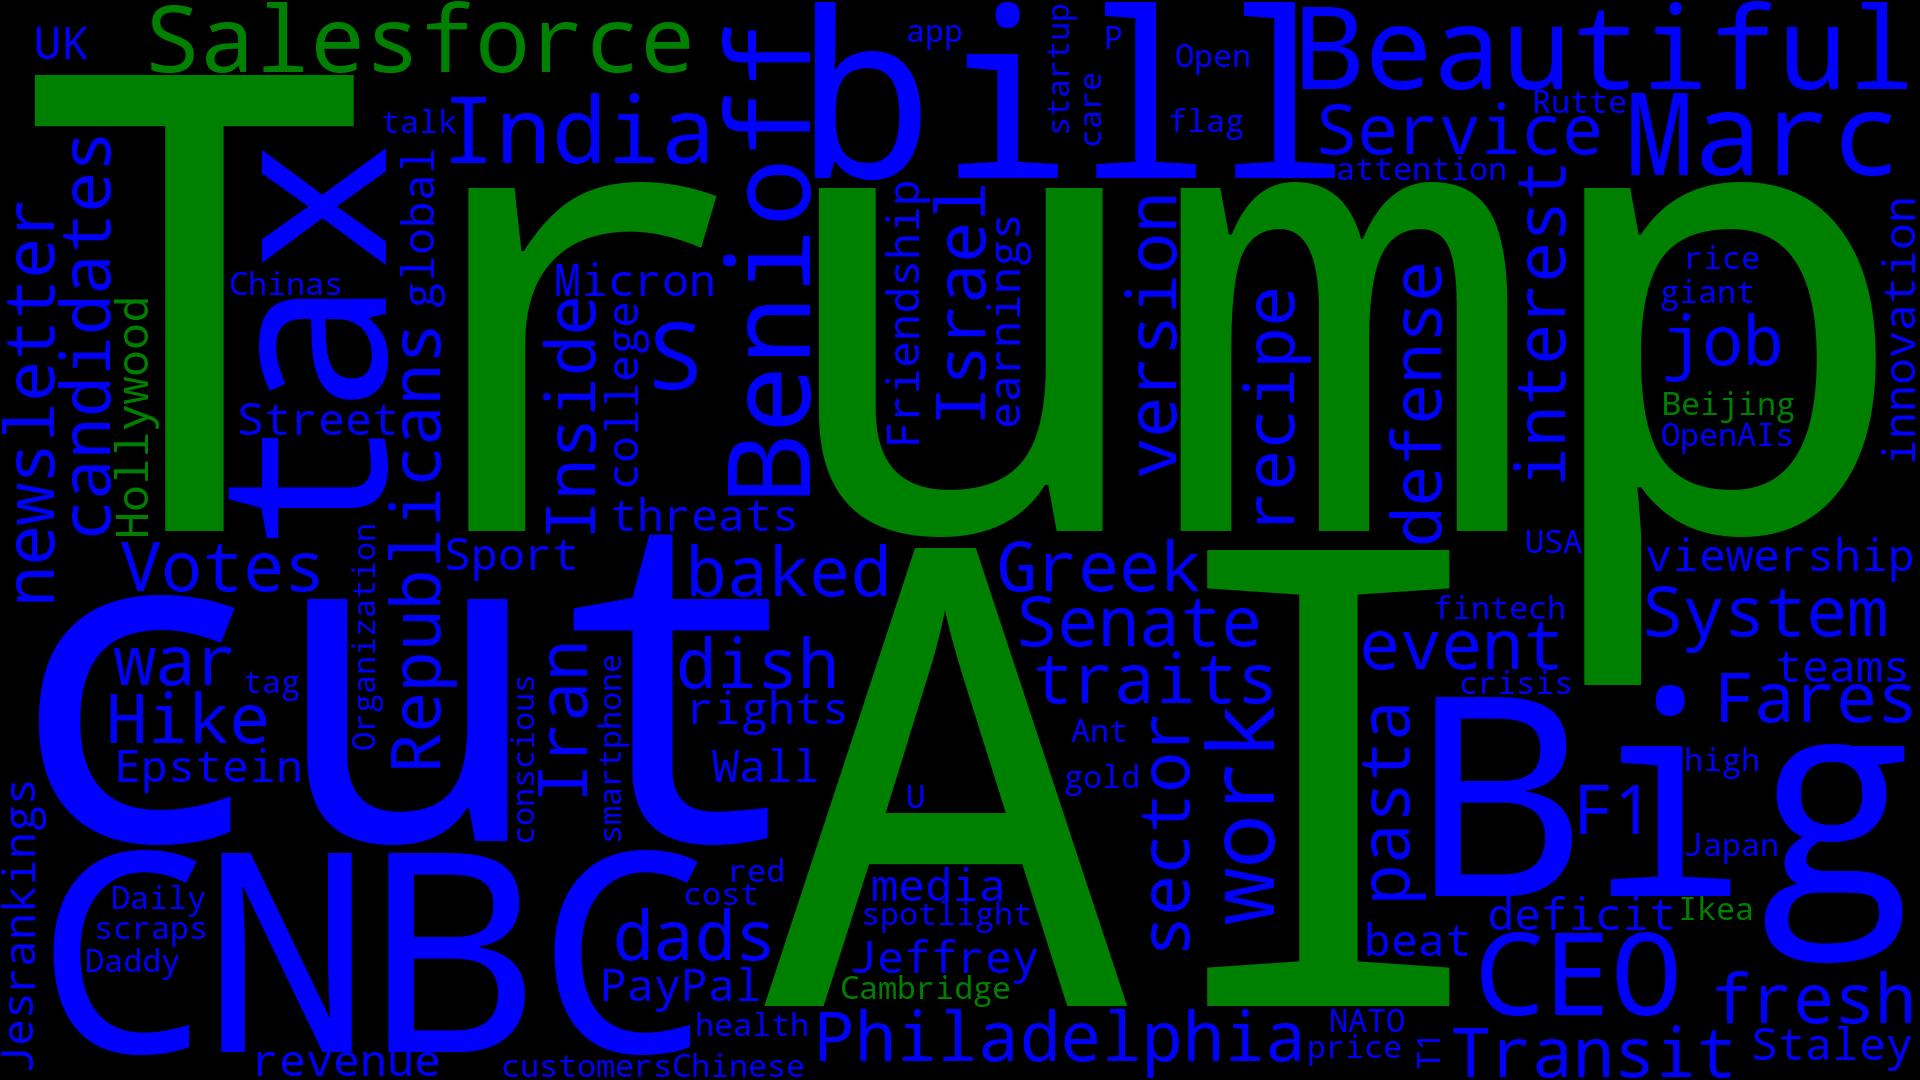 UK
Salesforce
Benioff
bill
app
startup
P
Open
care
flag
Beautiful
Rutte
Service
Marc
attention
talk
India
Trump
newsletter
candidates
Hollywood
tax
Chinas
Street
global
Republicans
Micron
Inside
college
S
threats
Friendship
Israel
earnings
version
recipe
defense
interest
rice
giant
job
Beijing
OpenAIs
innovation
Votes
Organization
Sport
baked
Greek
USA
viewership
cut
war
tag
Hike
Epstein
conscious
Iran
smartphone
dish
rights
Wall
AI
U
Senate
traits
Ant
gold
sector
work
fintech
event
crisis
System
teams
Fares
pasta
Big
F1
high
Japan
Jesrankings
CNBC
Daily
scraps
Daddy
red
cost
dads
PayPal
media
spotlight
Jeffrey
Cambridge
beat
deficit
Ikea
CEO
fresh
revenue
health
customers
Chinese
Philadelphia
NATO
price
T1
Transit
Staley